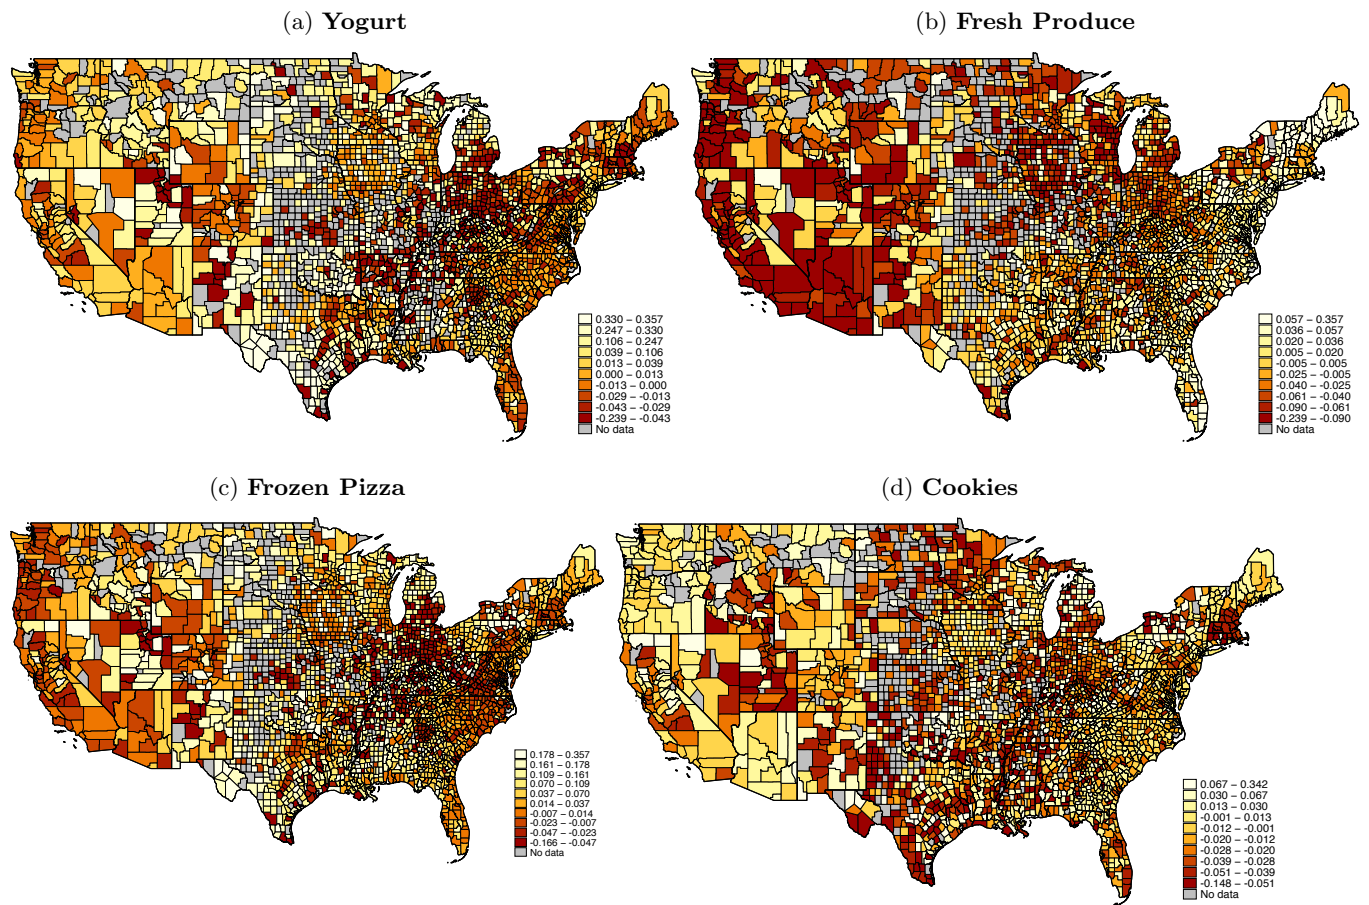 (a) Yogurt
(b) Fresh Produce
0.330 – 0.357
0.247 – 0.330
0.106 – 0.247
0.039 – 0.106
0.013 – 0.039
0.000 – 0.013
-0.013 – 0.000
-0.029 – -0.013
-0.043 – -0.029
-0.239 – -0.043
No data
0.057 – 0.357
0.036 – 0.057
0.020 – 0.036
0.005 – 0.020
-0.005 – 0.005
-0.025 – -0.005
-0.040 – -0.025
-0.061 – -0.040
-0.090 – -0.061
-0.239 – -0.090
No data
(c) Frozen Pizza
(d) Cookies
0.178 – 0.357
0.161 – 0.178
0.109 – 0.161
0.070 – 0.109
0.037 – 0.070
0.014 – 0.037
-0.007 – 0.014
-0.023 – -0.007
-0.047 – -0.023
-0.166 – -0.047
No data
0.067 – 0.342
0.030 – 0.067
0.013 – 0.030
-0.001 – 0.013
-0.012 – -0.001
-0.020 – -0.012
-0.028 – -0.020
-0.039 – -0.028
-0.051 – -0.039
-0.148 – -0.051
No data